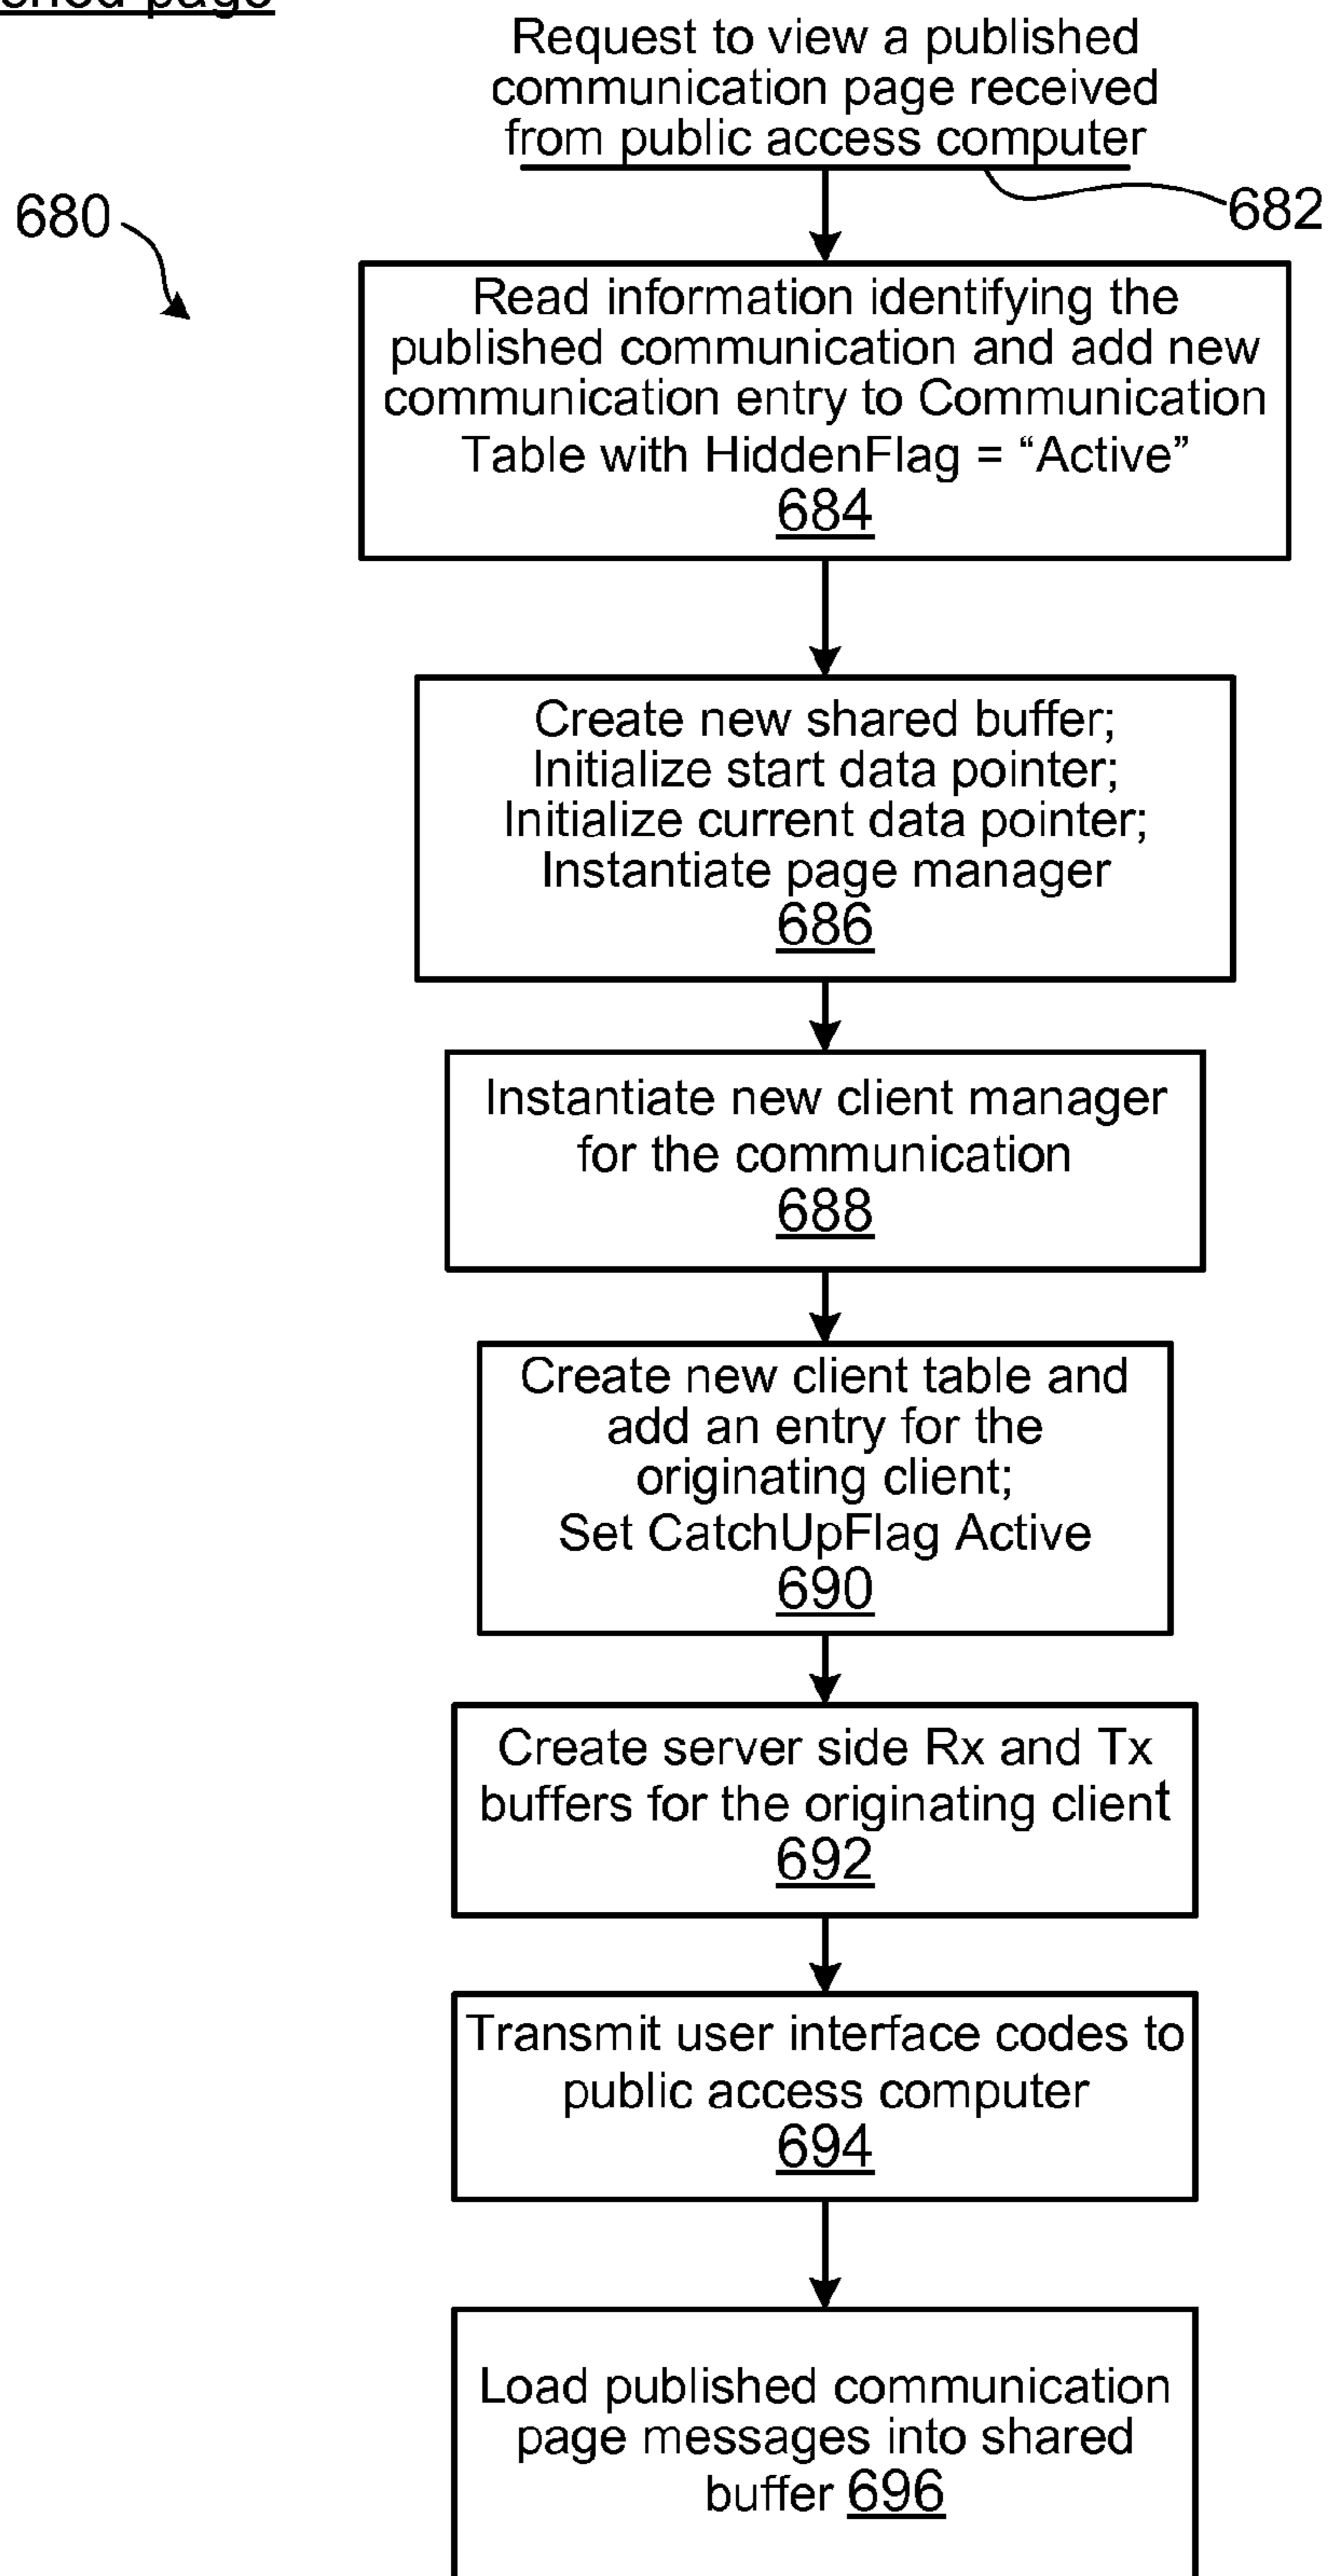 page
Request to view a published
communication page received
from public access computer
680
682
Read information identifying the
published communication and add new
communication entry to Communication
Table with HiddenFlag = “Active”
684
Create new shared buffer;
Initialize start data pointer;
Initialize current data pointer;
Instantiate page manager
686
Instantiate new client manager
for the communication
688
Create new client table and
add an entry for the
originating client;
Set CatchUpFlag Active
690
Create server side Rx and Tx
buffers for the originating client
692
Transmit user interface codes to
public access computer
694
Load published communication
page messages into shared
buffer 696